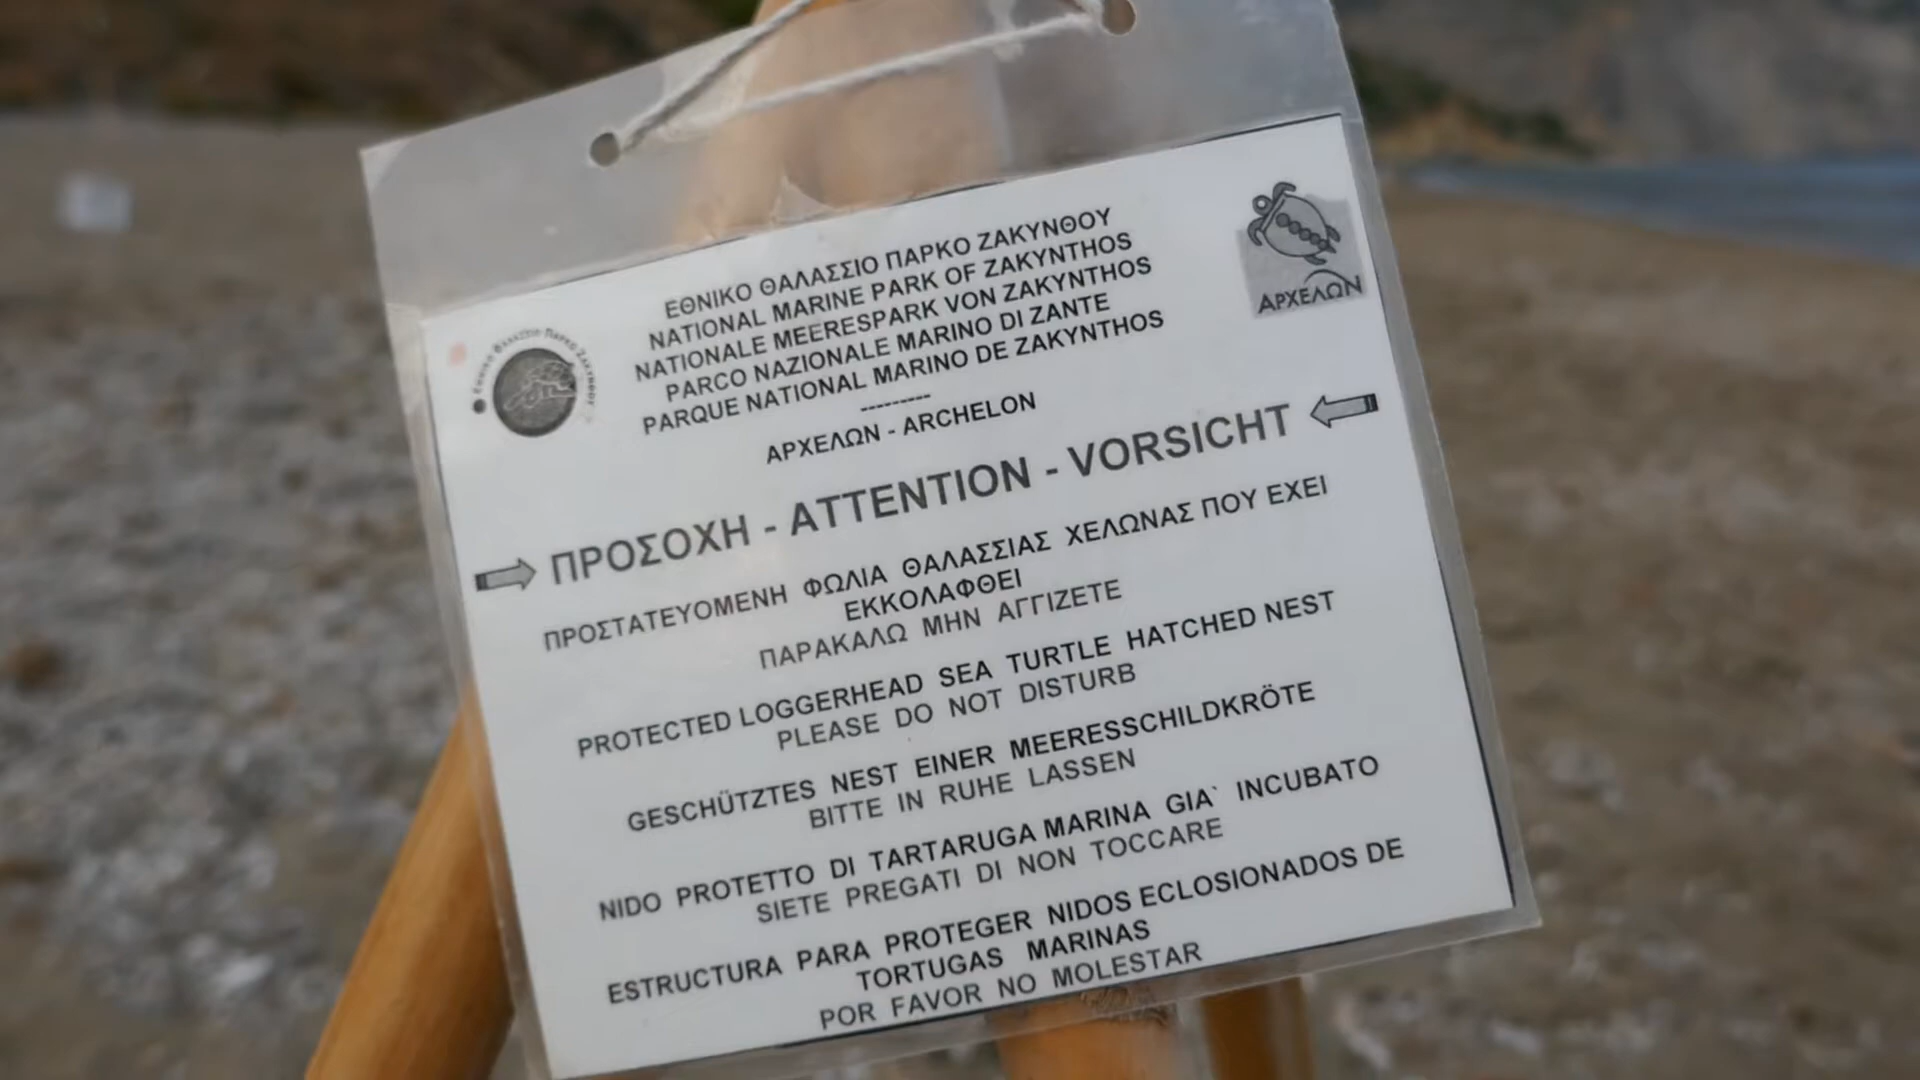 ΕΘΝΙΚΟ ΘΑΛΑΣΣΙΟ ΠΑΡΚΟ ΖΑΚΥΝΘΟΥ
NATIONAL MARINE PARK OF ZAKYNTHOS
NATIONALE MEERESPARK VON ZAKYNTHOS
PARCO NAZIONALE MARINO DI ZANTE
PARQUE NATIONAL MARINO DE ZAKYNTHOS
---------
ΑΡΧΕΛΩΝ - ARCHELON
ΑΡΧΕΛΩΝ
ΕΘΝΙΚΟ ΘΑΛΑΣΣΙΟ ΠΑΡΚΟ ΖΑΚΥΝΘΟΥ
ΠΡΟΣΟΧΗ - ATTENTION - VORSICHT
ΠΡΟΣΤΑΤΕΥΟΜΕΝΗ ΦΩΛΙΑ ΘΑΛΑΣΣΙΑΣ ΧΕΛΩΝΑΣ ΠΟΥ ΕΧΕΙ
ΕΚΚΟΛΑΦΘΕΙ
ΠΑΡΑΚΑΛΩ ΜΗΝ ΑΓΓΙΖΕΤΕ
PROTECTED LOGGERHEAD SEA TURTLE HATCHED NEST
PLEASE DO NOT DISTURB
GESCHÜTZTES NEST EINER MEERESSCHILDKRÖTE
BITTE IN RUHE LASSEN
NIDO PROTETTO DI TARTARUGA MARINA GIA` INCUBATO
SIETE PREGATI DI NON TOCCARE
ESTRUCTURA PARA PROTEGER NIDOS ECLOSIONADOS DE
TORTUGAS MARINAS
POR FAVOR NO MOLESTAR